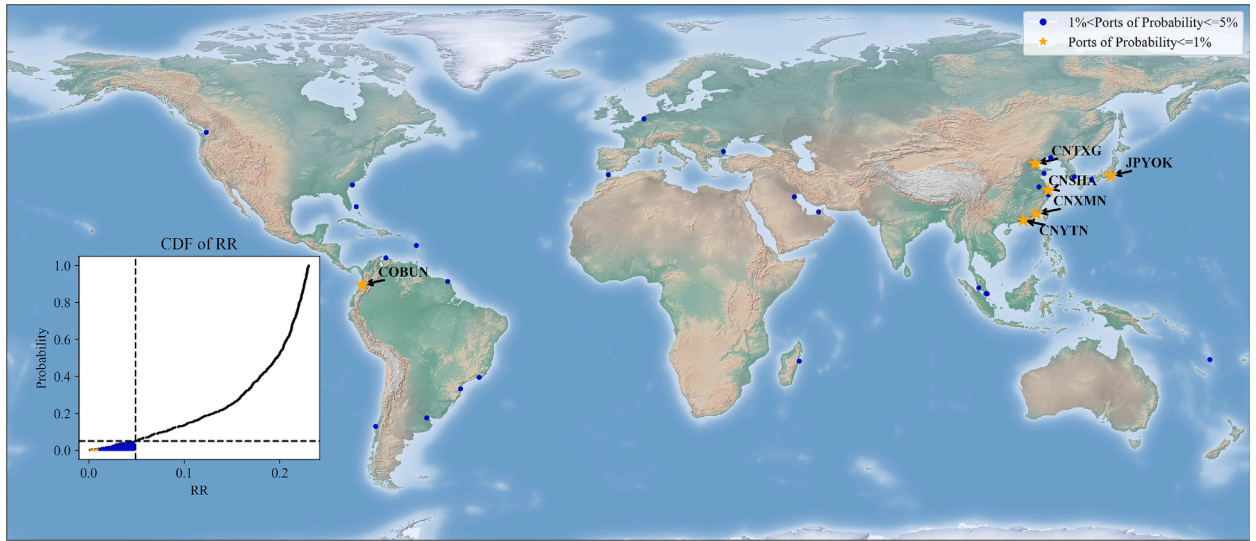 1%<Ports of Probability<=5%
Ports of Probability<=1%
CNTXG
JPYOK
CNSHA
CNXMN
CNYTN
COBUN
CDF of RR
1.0
0.8
0.6
0.4
0.2
0.0
Probability
0.0
0.1
0.2
RR